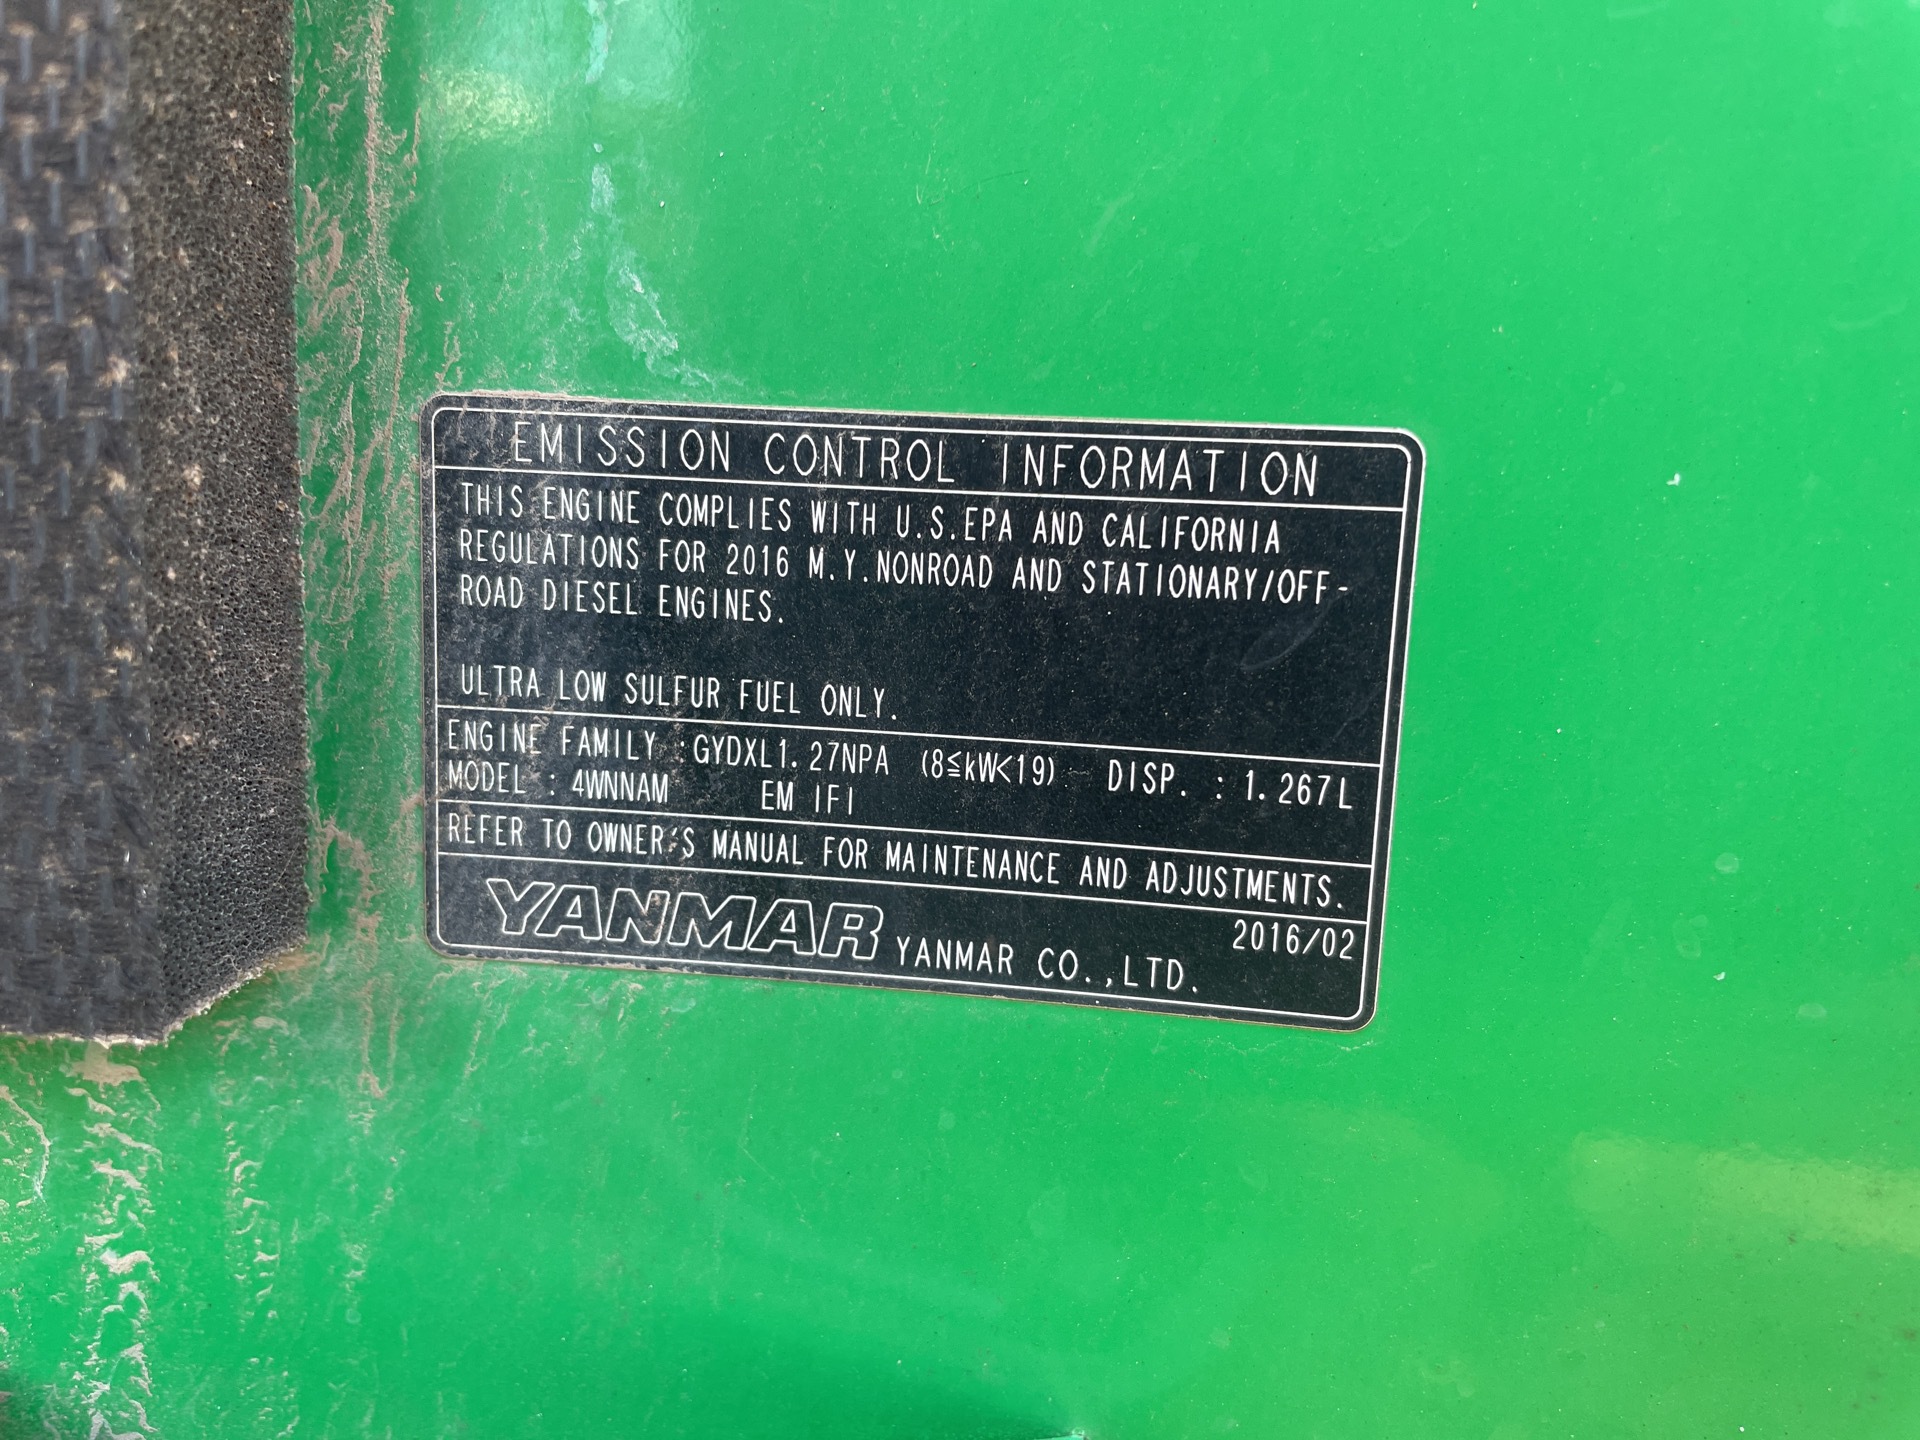 EMISSION CONTROL INFORMATION
THIS ENGINE COMPLIES WITH U.S.EPA AND CALIFORNIA
REGULATIONS FOR 2016 M.Y.NONROAD AND STATIONARY/OFF-
ROAD DIESEL ENGINES.
ULTRA LOW SULFUR FUEL ONLY.
ENGINE FAMILY :GYDXL1.27NPA (8≦kW<19) DISP. : 1.267L
MODEL : 4WNNAM EM IFI
REFER TO OWNER'S MANUAL FOR MAINTENANCE AND ADJUSTMENTS.
YANMAR YANMAR CO.,LTD. 2016/02